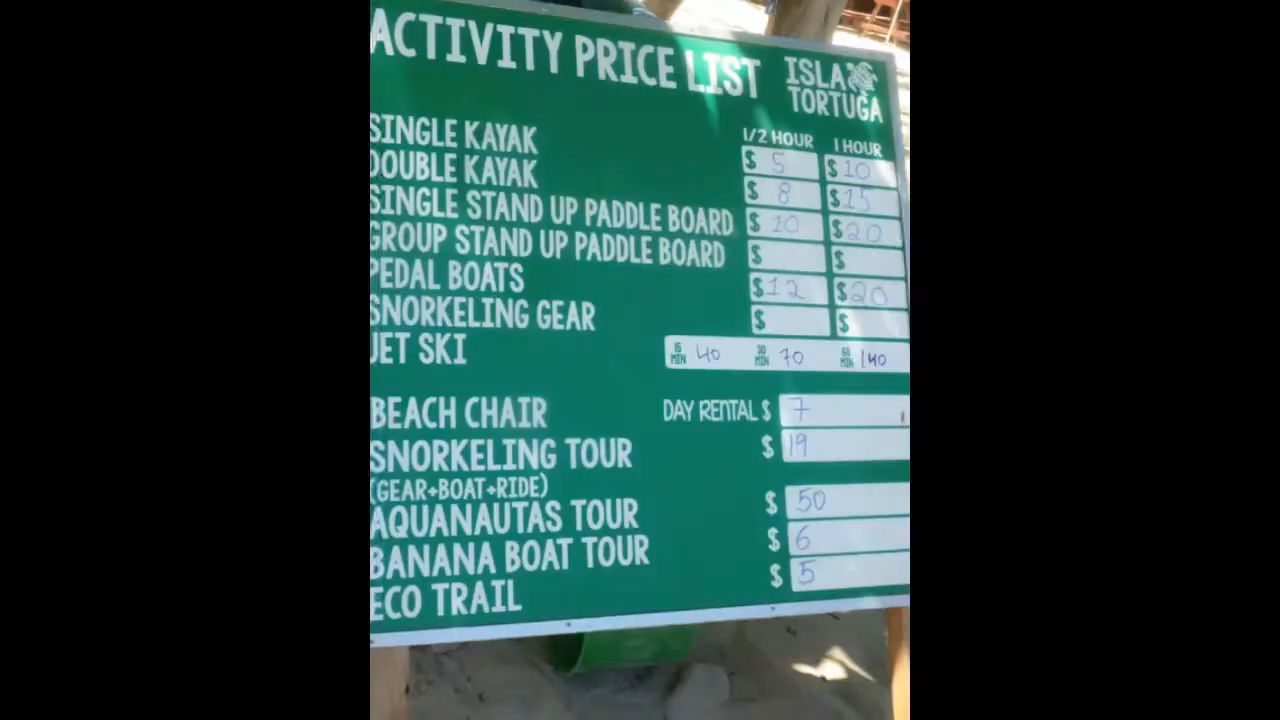 ACTIVITY PRICE LIST ISLA TORTUGA
1/2 HOUR 1 HOUR
SINGLE KAYAK $ 5 $ 10
DOUBLE KAYAK $ 8 $ 15
SINGLE STAND UP PADDLE BOARD $ 10 $ 20
GROUP STAND UP PADDLE BOARD $ $
PEDAL BOATS $ 12 $ 20
SNORKELING GEAR $ $
JET SKI 15 MIN 40 30 MIN 70 60 MIN 140
BEACH CHAIR DAY RENTAL $ 7
SNORKELING TOUR $ 19
(GEAR+BOAT+RIDE)
AQUANAUTAS TOUR $ 50
BANANA BOAT TOUR $ 6
ECO TRAIL $ 5